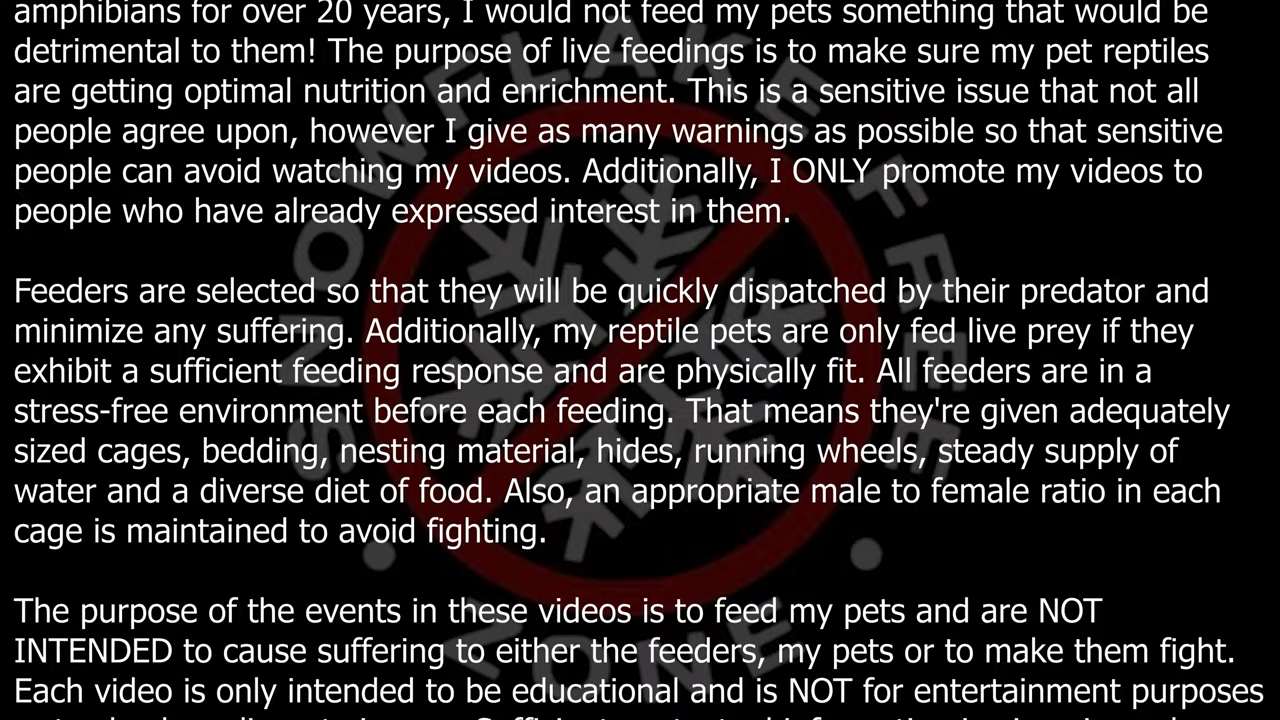 amphibians for over 20 years, I would not feed my pets something that would be
detrimental to them! The purpose of live feedings is to make sure my pet reptiles
are getting optimal nutrition and enrichment. This is a sensitive issue that not all
people agree upon, however I give as many warnings as possible so that sensitive
people can avoid watching my videos. Additionally, I ONLY promote my videos to
people who have already expressed interest in them.
Feeders are selected so that they will be quickly dispatched by their predator and
minimize any suffering. Additionally, my reptile pets are only fed live prey if they
exhibit a sufficient feeding response and are physically fit. All feeders are in a
stress-free environment before each feeding. That means they're given adequately
sized cages, bedding, nesting material, hides, running wheels, steady supply of
water and a diverse diet of food. Also, an appropriate male to female ratio in each
cage is maintained to avoid fighting.
The purpose of the events in these videos is to feed my pets and are NOT
INTENDED to cause suffering to either the feeders, my pets or to make them fight.
Each video is only intended to be educational and is NOT for entertainment purposes
SNOWFLAKE FREE
ZONE